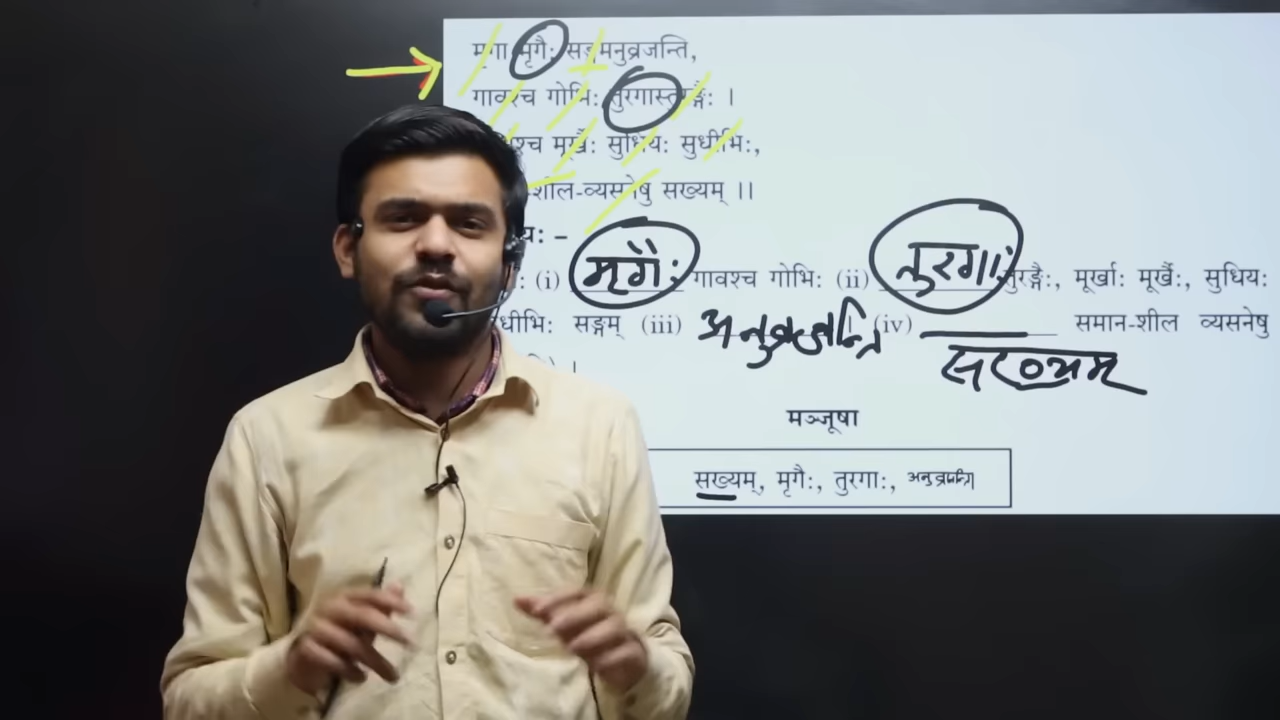 मृगा मृगैः सङ्गमनुव्रजन्ति,
गावश्च गोभिः तुरगास्तुरङ्गैः ।
मूर्खैः सुधियः सुधीभिः,
शील-व्यसनेषु सख्यम् ।।
यः –
(i) मृगैः गावश्च गोभिः (ii) तुरगाः तुरङ्गैः, मूर्खाः मूर्खैः, सुधियः
सङ्गम् (iii) अनुव्रजन्ति । (iv) सख्यम् समान-शील व्यसनेषु
मञ्जूषा
सख्यम्, मृगैः, तुरगाः, अनुव्रजन्ति